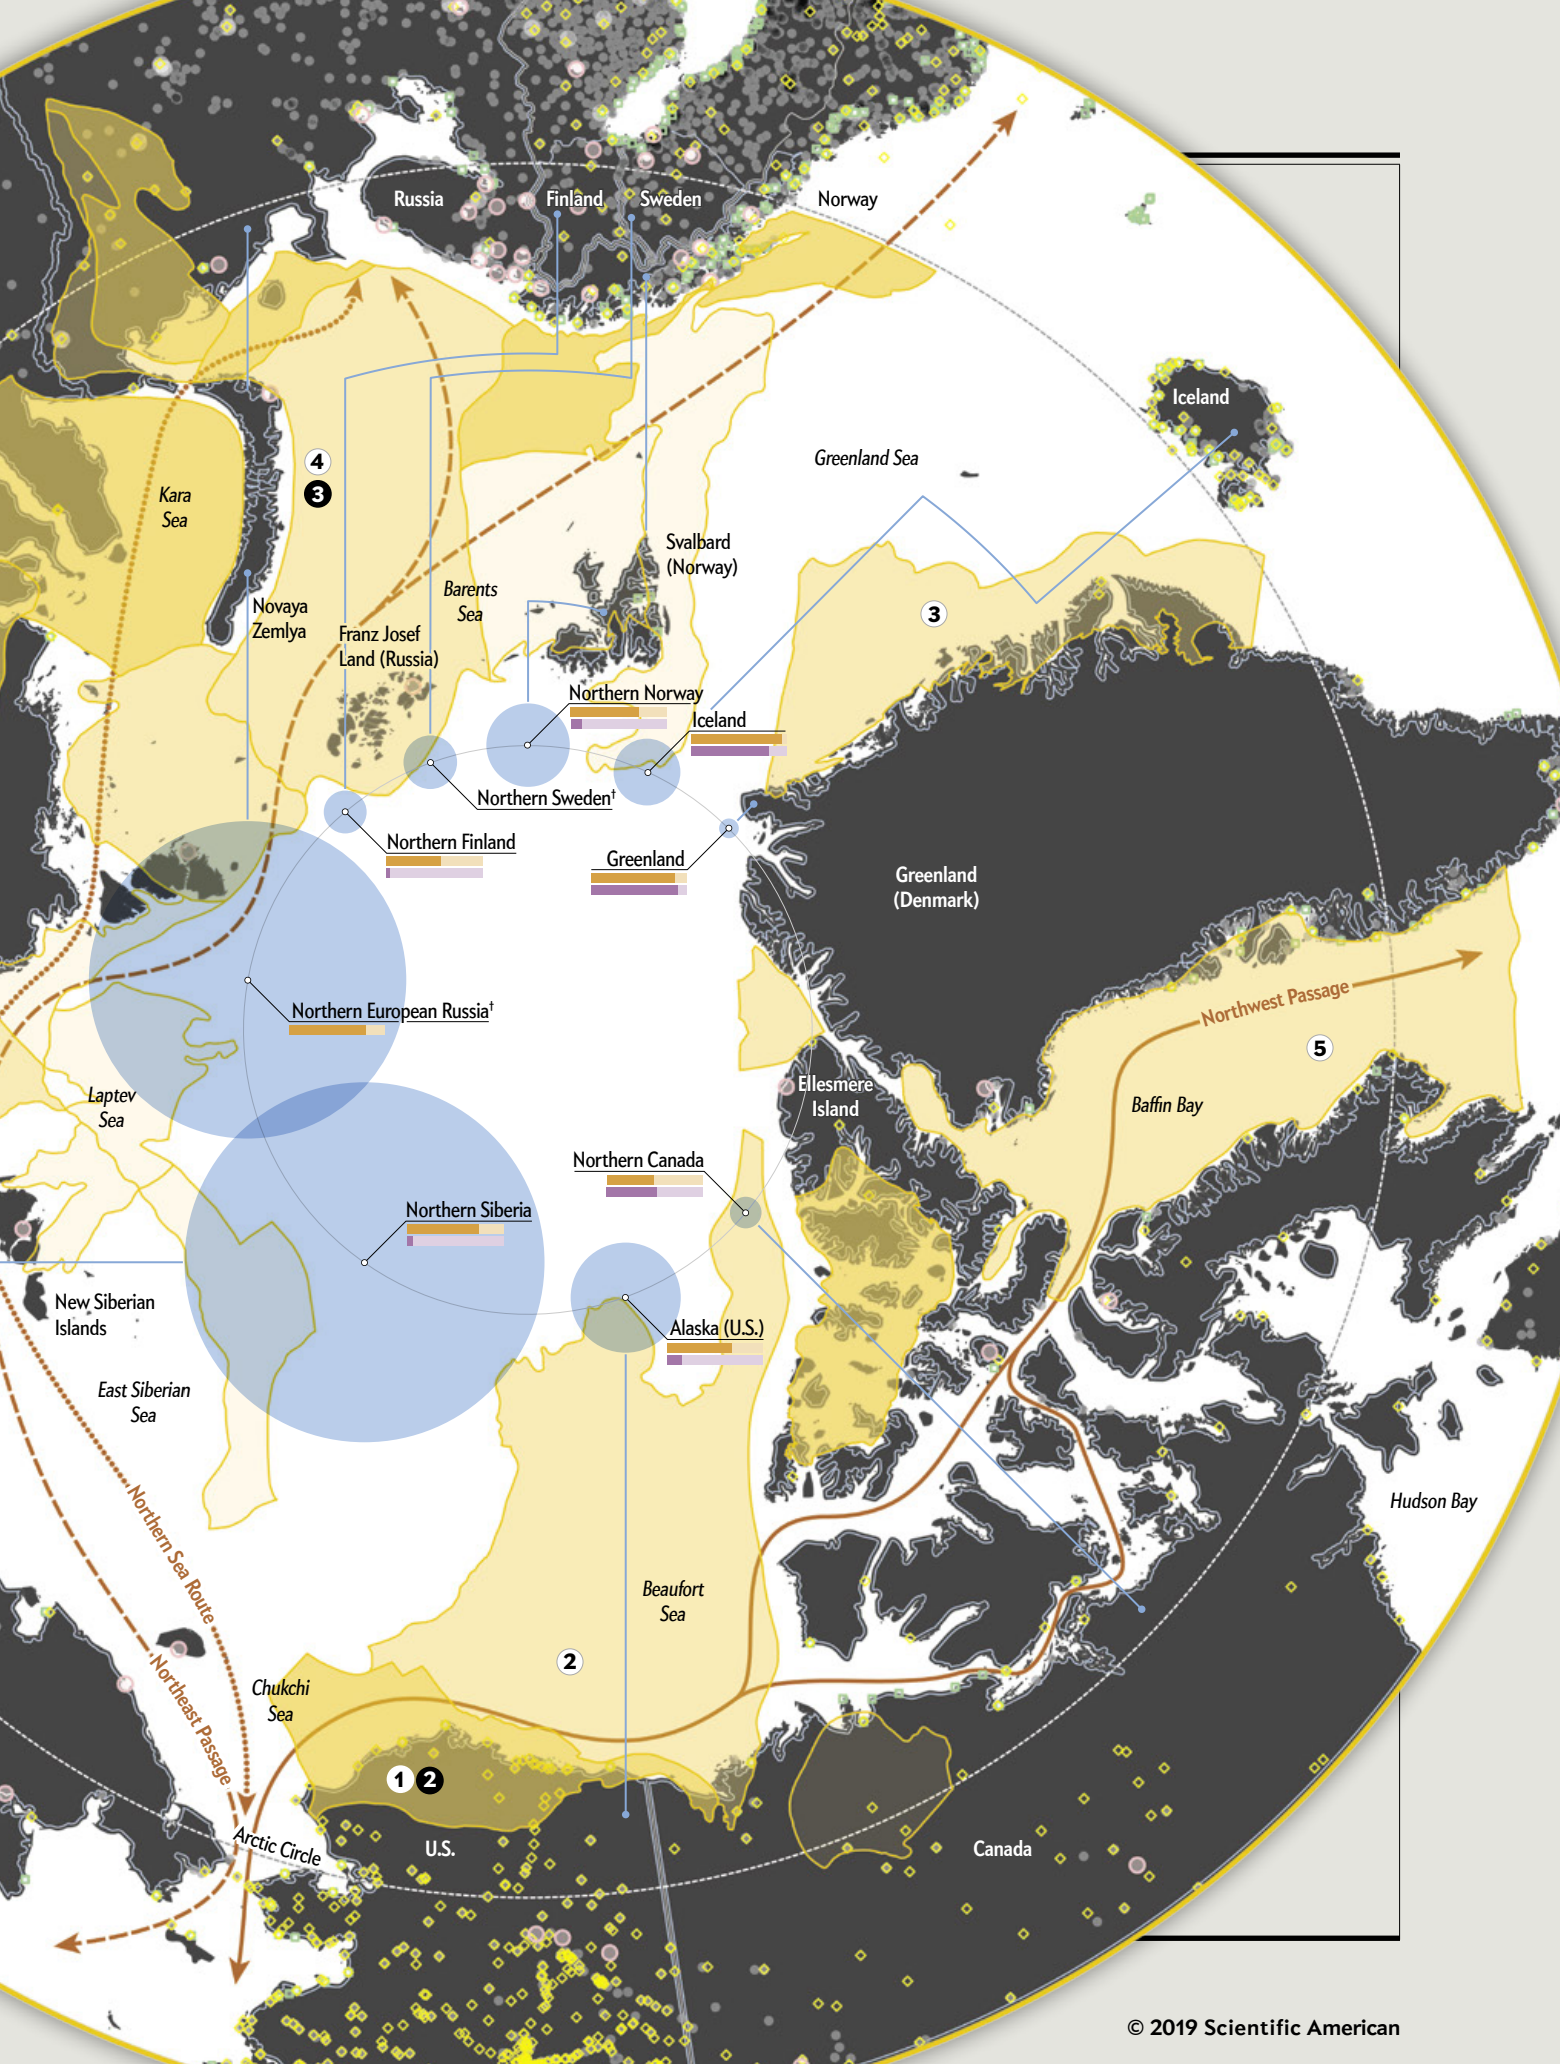 Russia
Finland
Sweden
Norway
Iceland
Greenland Sea
4
3
Kara
Sea
Svalbard
(Norway)
Barents
Sea
Novaya
Zemlya
3
Franz Josef
Land (Russia)
Northern Norway
Iceland
Northern Sweden†
Northern Finland
Greenland
Greenland
(Denmark)
Northern European Russia†
Northwest Passage
5
Laptev
Sea
Ellesmere
Island
Baffin Bay
Northern Canada
Northern Siberia
New Siberian
Islands
Alaska (U.S.)
East Siberian
Sea
Hudson Bay
Northern Sea Route
Beaufort
Sea
2
Northeast Passage
Chukchi
Sea
1
2
Arctic Circle
U.S.
Canada
© 2019 Scientific American